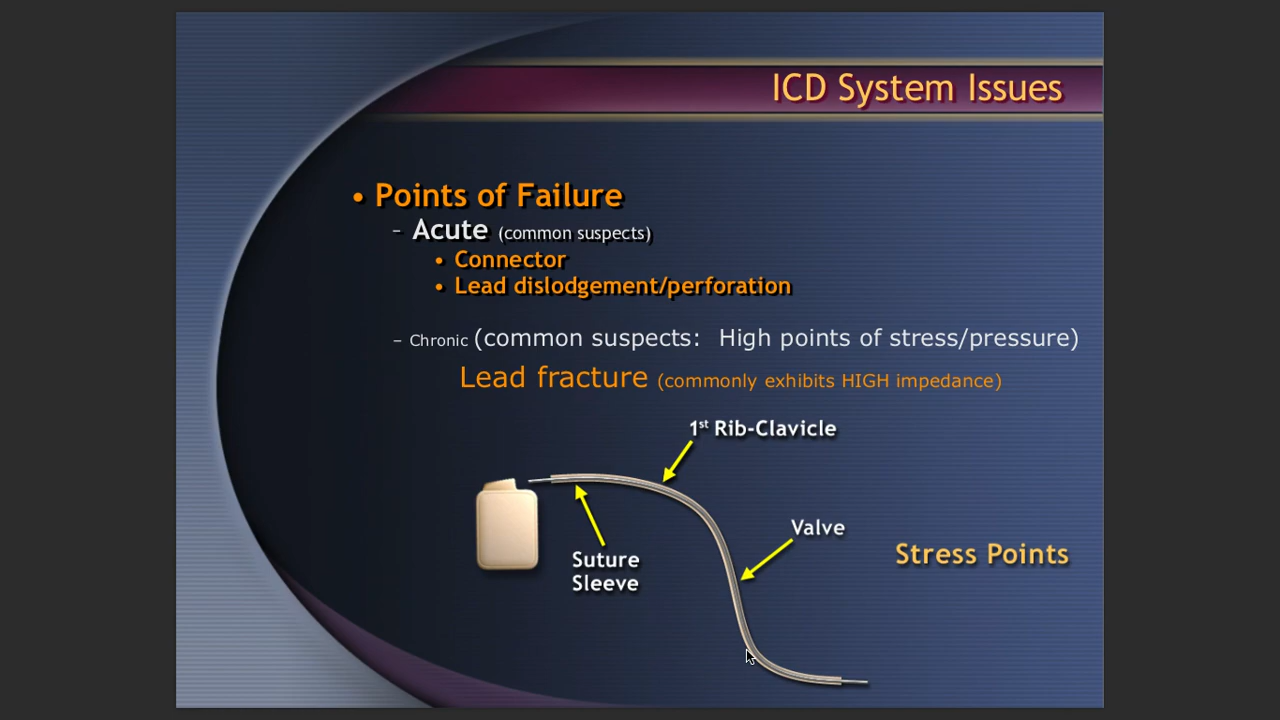 ICD System Issues
• Points of Failure
– Acute (common suspects)
• Connector
• Lead dislodgement/perforation
– Chronic (common suspects: High points of stress/pressure)
Lead fracture (commonly exhibits HIGH impedance)
1st Rib-Clavicle
Valve
Stress Points
Suture
Sleeve